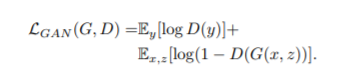 ℒ_{GAN}(G, D) = 𝔼_y[log D(y)]+
𝔼_{x,z}[log(1 − D(G(x, z))].